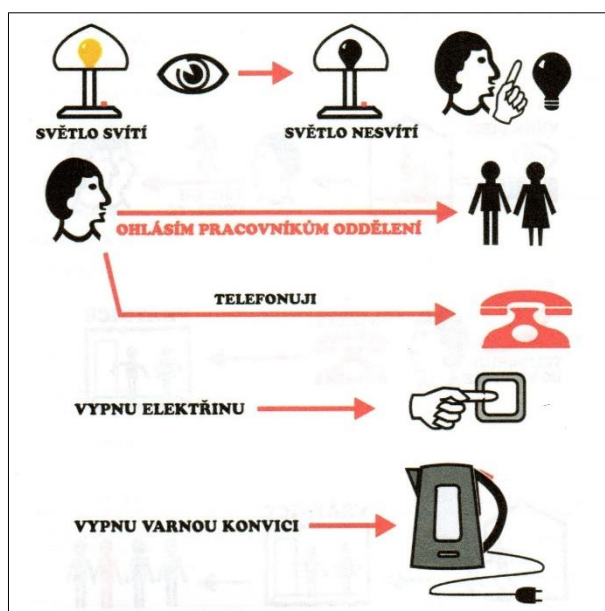 SVĚTLO SVÍTÍ
SVĚTLO NESVÍTÍ
OHLÁSÍM PRACOVNÍKŮM ODDĚLENÍ
TELEFONUJI
VYPNU ELEKTŘINU
VYPNU VARNOU KONVICI